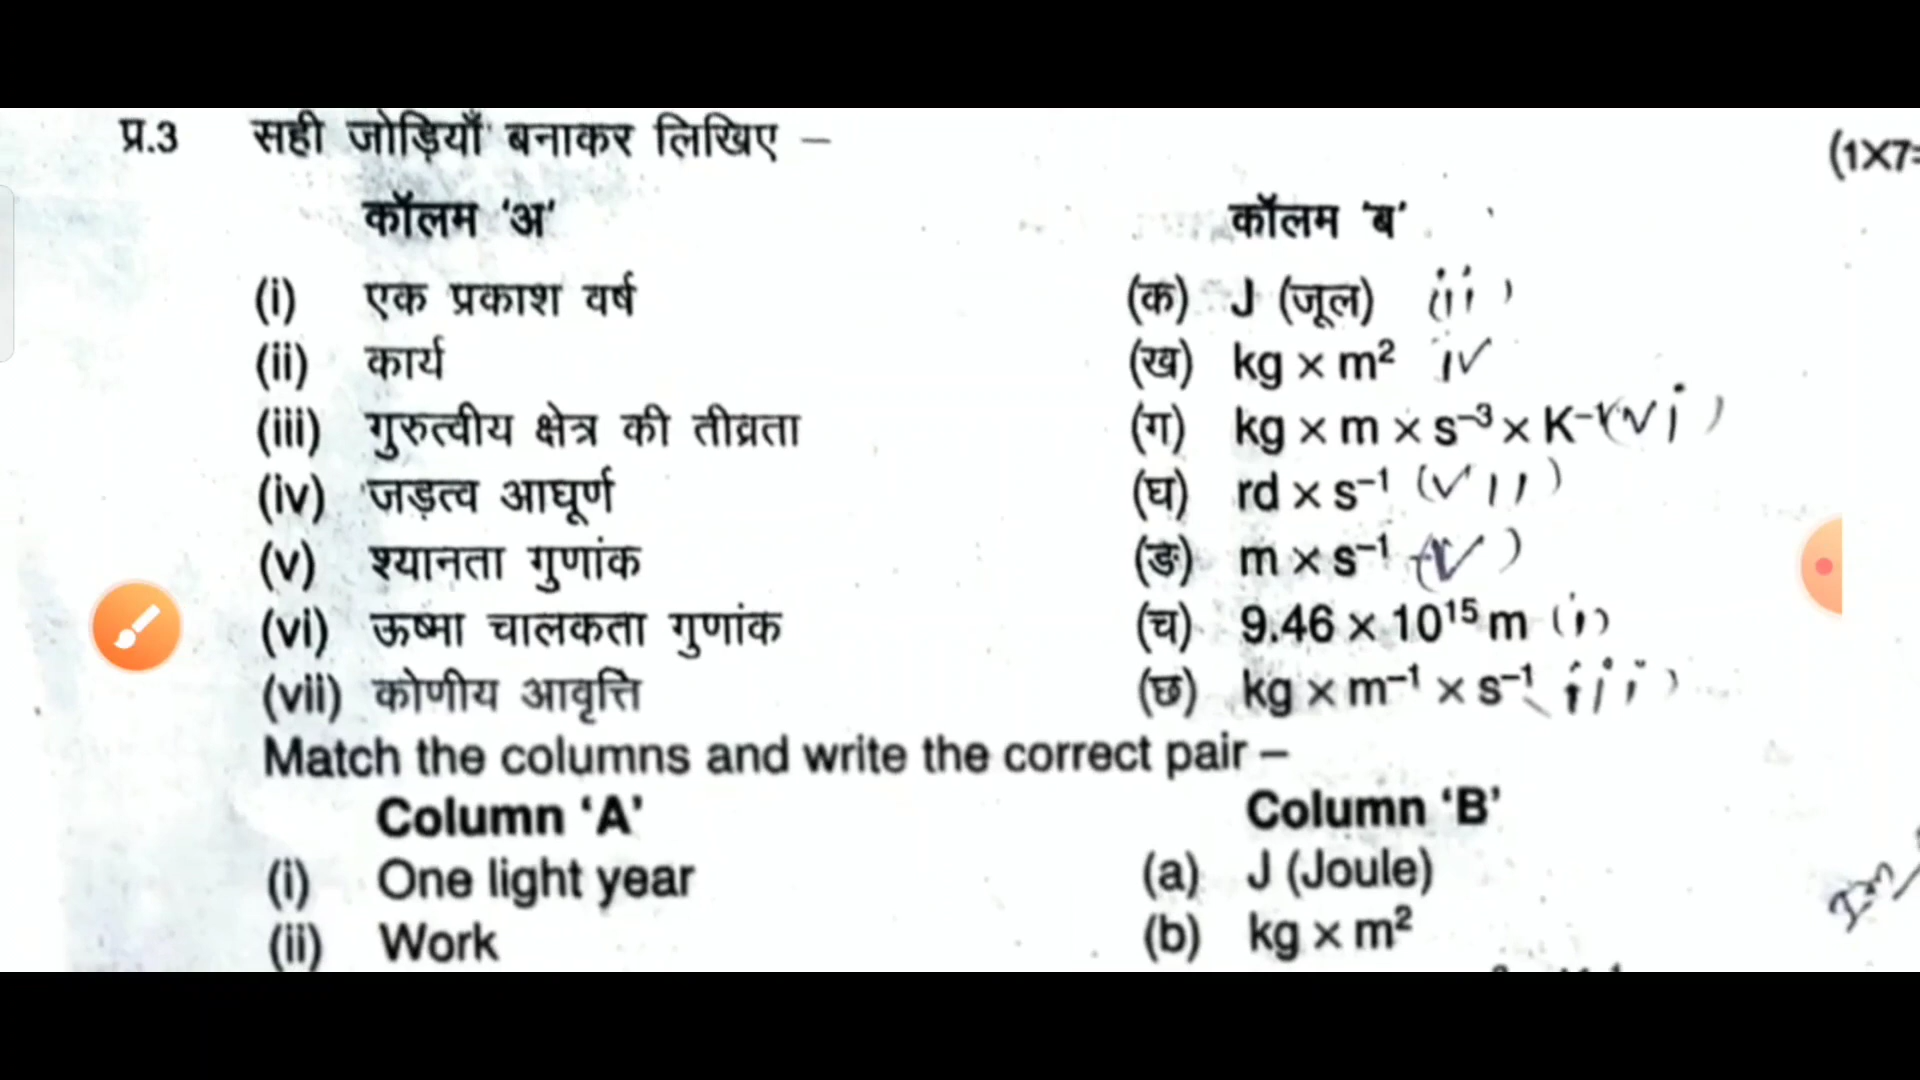 प्र.3 सही जोड़ियाँ बनाकर लिखिए – (1×7=
कॉलम 'अ' कॉलम 'ब'
(i) एक प्रकाश वर्ष (क) J (जूल) (ii)
(ii) कार्य (ख) kg × m² iv
(iii) गुरुत्वीय क्षेत्र की तीव्रता (ग) kg × m × s⁻³ × K⁻¹ (vi)
(iv) जड़त्व आघूर्ण (घ) rd × s⁻¹ (vii)
(v) श्यानता गुणांक (ङ) m × s⁻¹ (v)
(vi) ऊष्मा चालकता गुणांक (च) 9.46 × 10¹⁵ m (i)
(vii) कोणीय आवृत्ति (छ) kg × m⁻¹ × s⁻¹ iii)
Match the columns and write the correct pair –
Column 'A' Column 'B'
(i) One light year (a) J (Joule)
(ii) Work (b) kg × m²